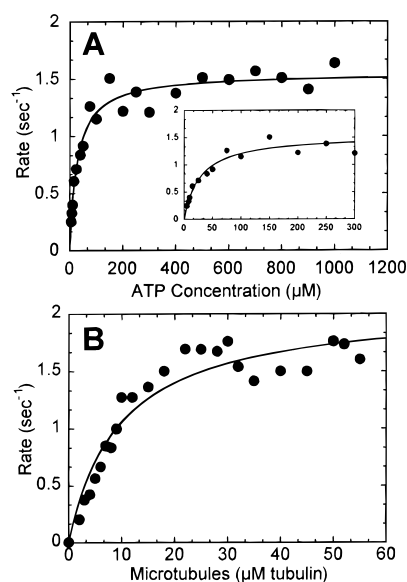 A
2
1.5
1
0.5
0
Rate (sec⁻¹)
2
1.5
1
0.5
0
0 50 100 150 200 250 300
0 200 400 600 800 1000 1200
ATP Concentration (µM)
B
2
1.5
1
0.5
0
Rate (sec⁻¹)
0 10 20 30 40 50 60
Microtubules (µM tubulin)